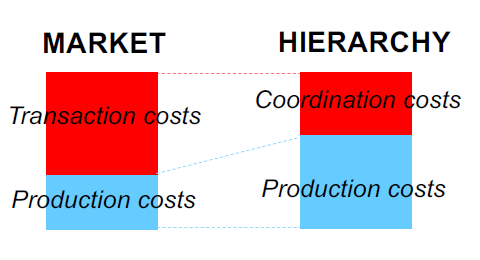 MARKET
HIERARCHY
Transaction costs
Coordination costs
Production costs
Production costs